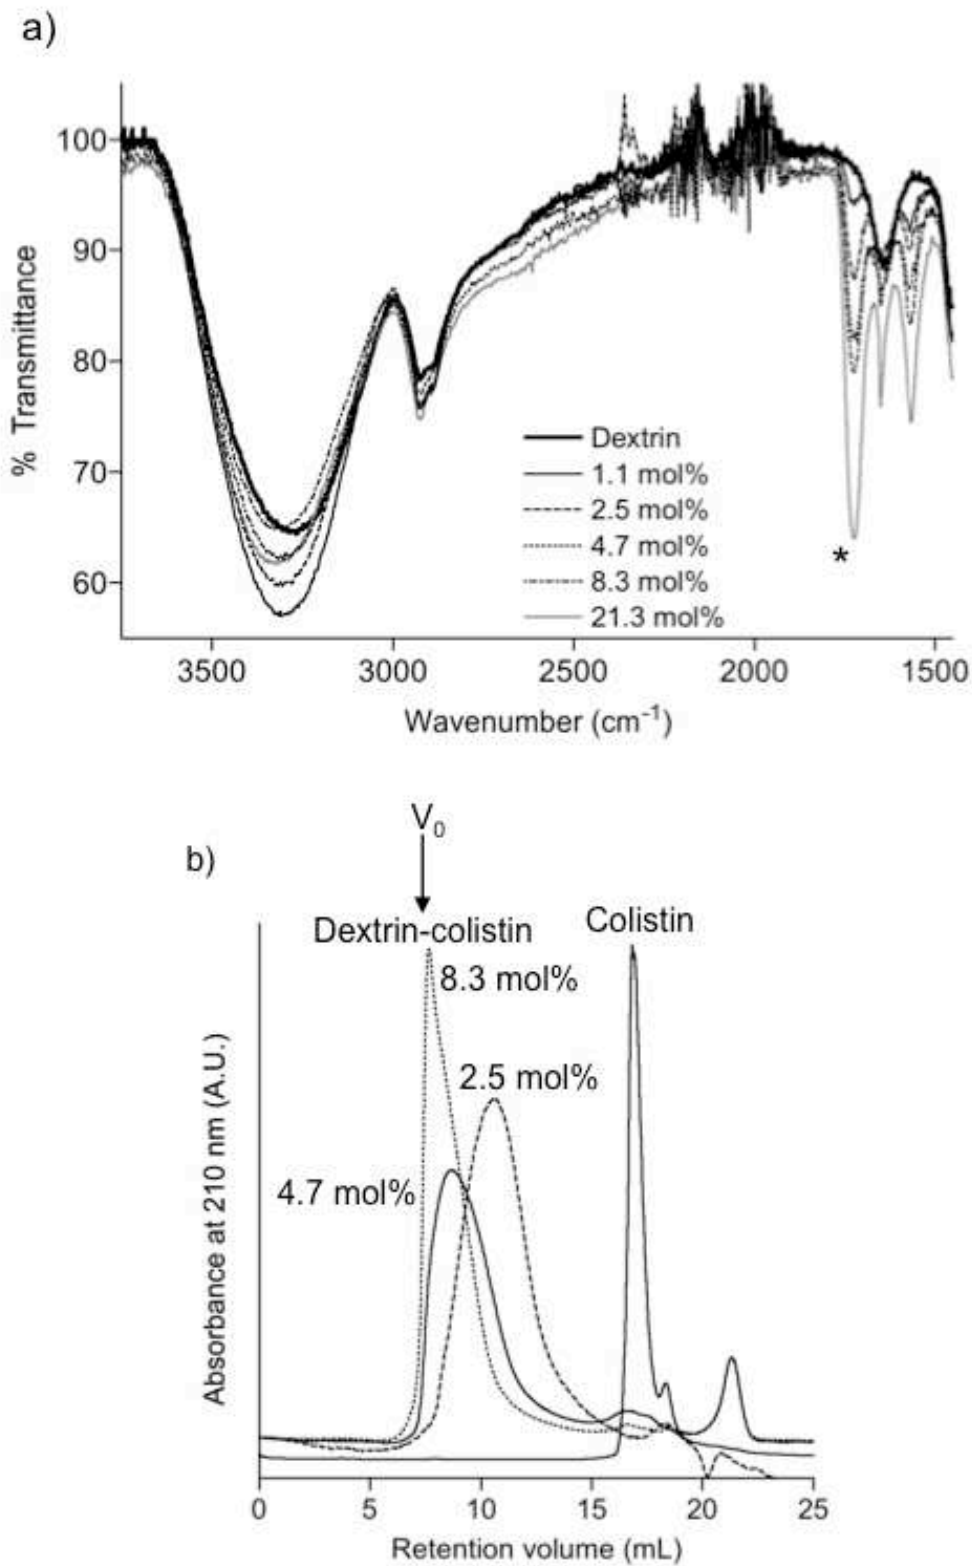 a)
100
90
80
70
60
% Transmittance
Dextrin
1.1 mol%
2.5 mol%
4.7 mol%
8.3 mol%
21.3 mol%
*
3500 3000 2500 2000 1500
Wavenumber (cm⁻¹)
V₀
b)
Dextrin-colistin
Colistin
8.3 mol%
2.5 mol%
4.7 mol%
Absorbance at 210 nm (A.U.)
0 5 10 15 20 25
Retention volume (mL)